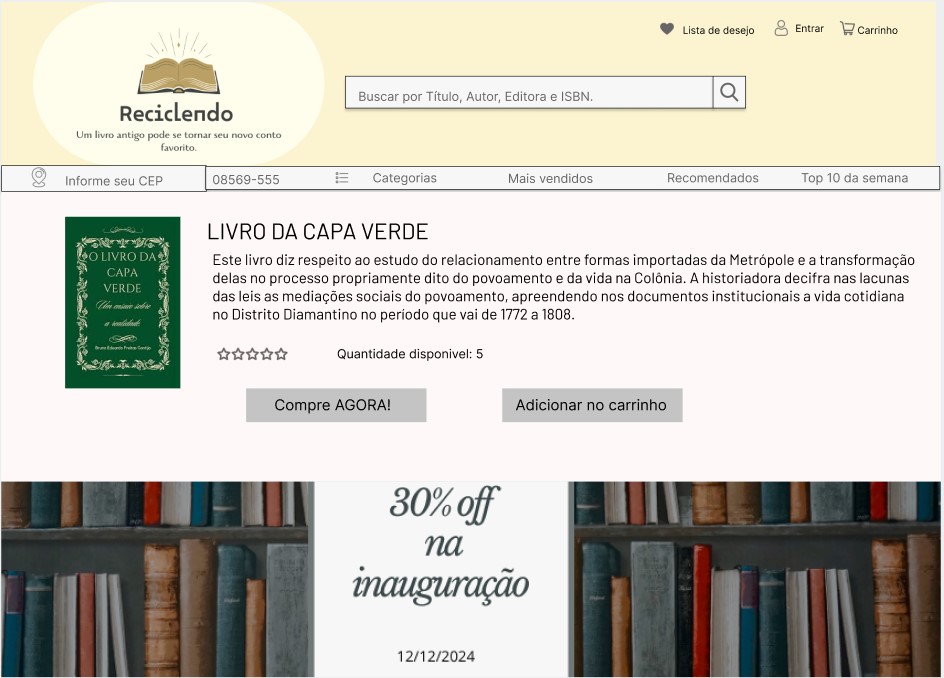 Lista de desejo
Entrar
Carrinho
Buscar por Título, Autor, Editora e ISBN.
Reciclendo
Um livro antigo pode se tornar seu novo conto
favorito.
Informe seu CEP
08569-555
Categorias
Mais vendidos
Recomendados
Top 10 da semana
O LIVRO DA
CAPA
VERDE
Um ensaio sobre
a realidade
Bruno Eduardo Freitas Contijo
LIVRO DA CAPA VERDE
Este livro diz respeito ao estudo do relacionamento entre formas importadas da Metrópole e a transformação
delas no processo propriamente dito do povoamento e da vida na Colônia. A historiadora decifra nas lacunas
das leis as mediações sociais do povoamento, apreendendo nos documentos institucionais a vida cotidiana
no Distrito Diamantino no período que vai de 1772 a 1808.
Quantidade disponivel: 5
Compre AGORA!
Adicionar no carrinho
30% off
na
inauguração
12/12/2024